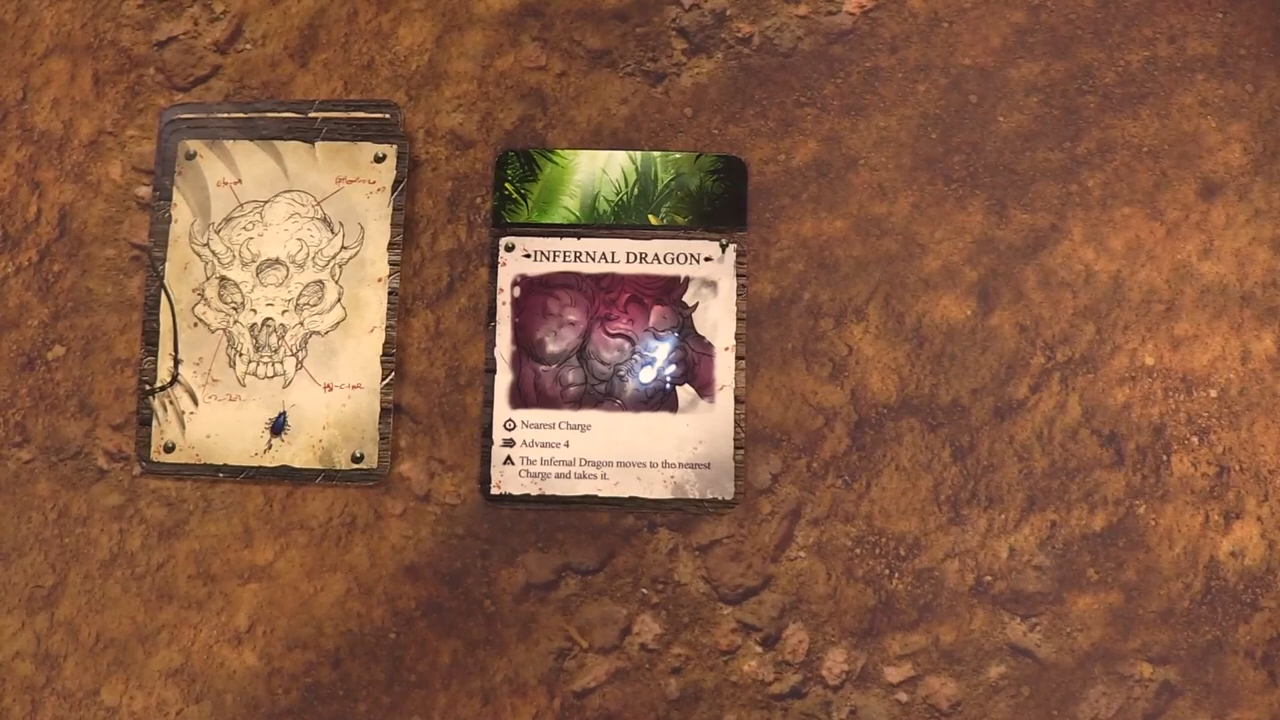 INFERNAL DRAGON
Nearest Charge
Advance 4
The Infernal Dragon moves to the nearest
Charge and takes it.